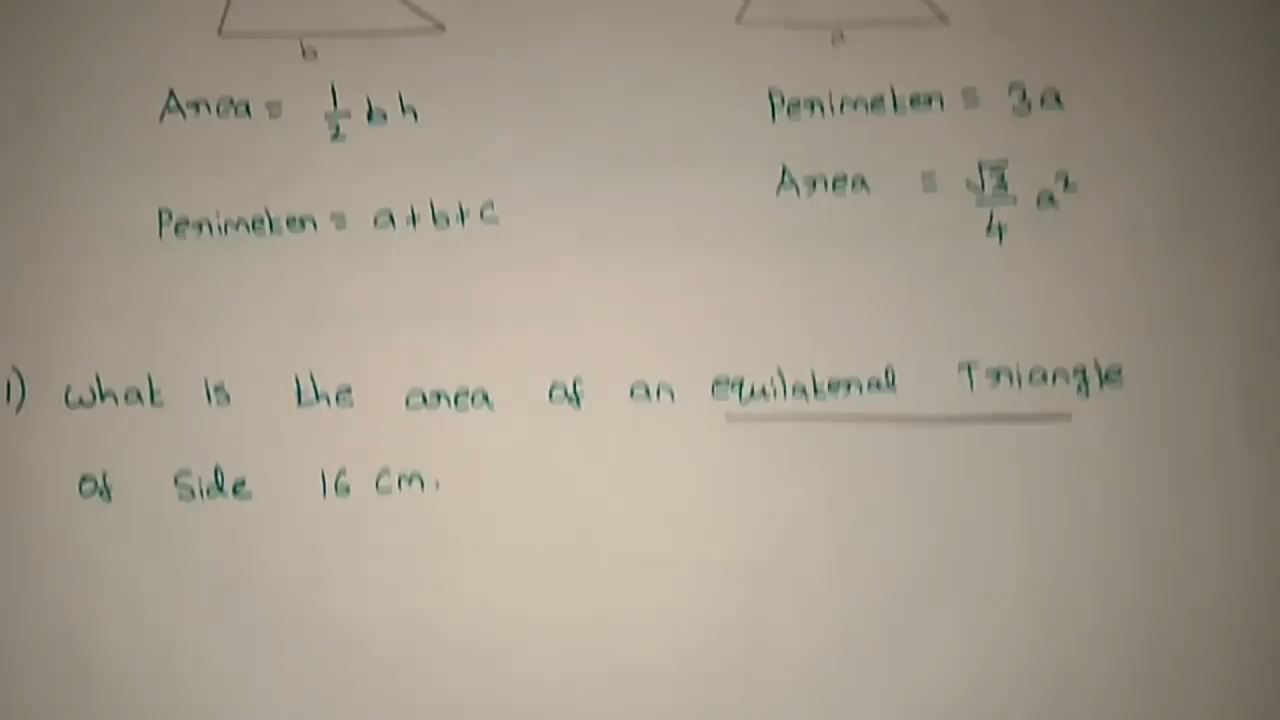 b
a
Area = 1/2 bh
Perimeter = 3a
Area = √3/4 a²
Perimeter = a+b+c
1) What is the area of an equilateral Triangle
of side 16 cm.